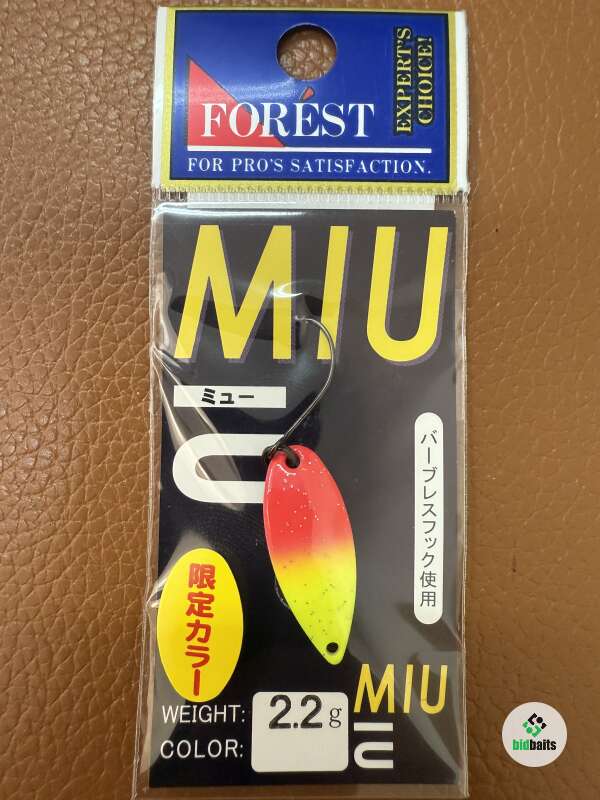 FORÉST
EXPERT'S
CHOICE!
FOR PRO'S SATISFACTION.
MIU
ミュー
バーブレスフック使用
限定カラー
MIU
WEIGHT: 2.2g
COLOR:
bidbaits